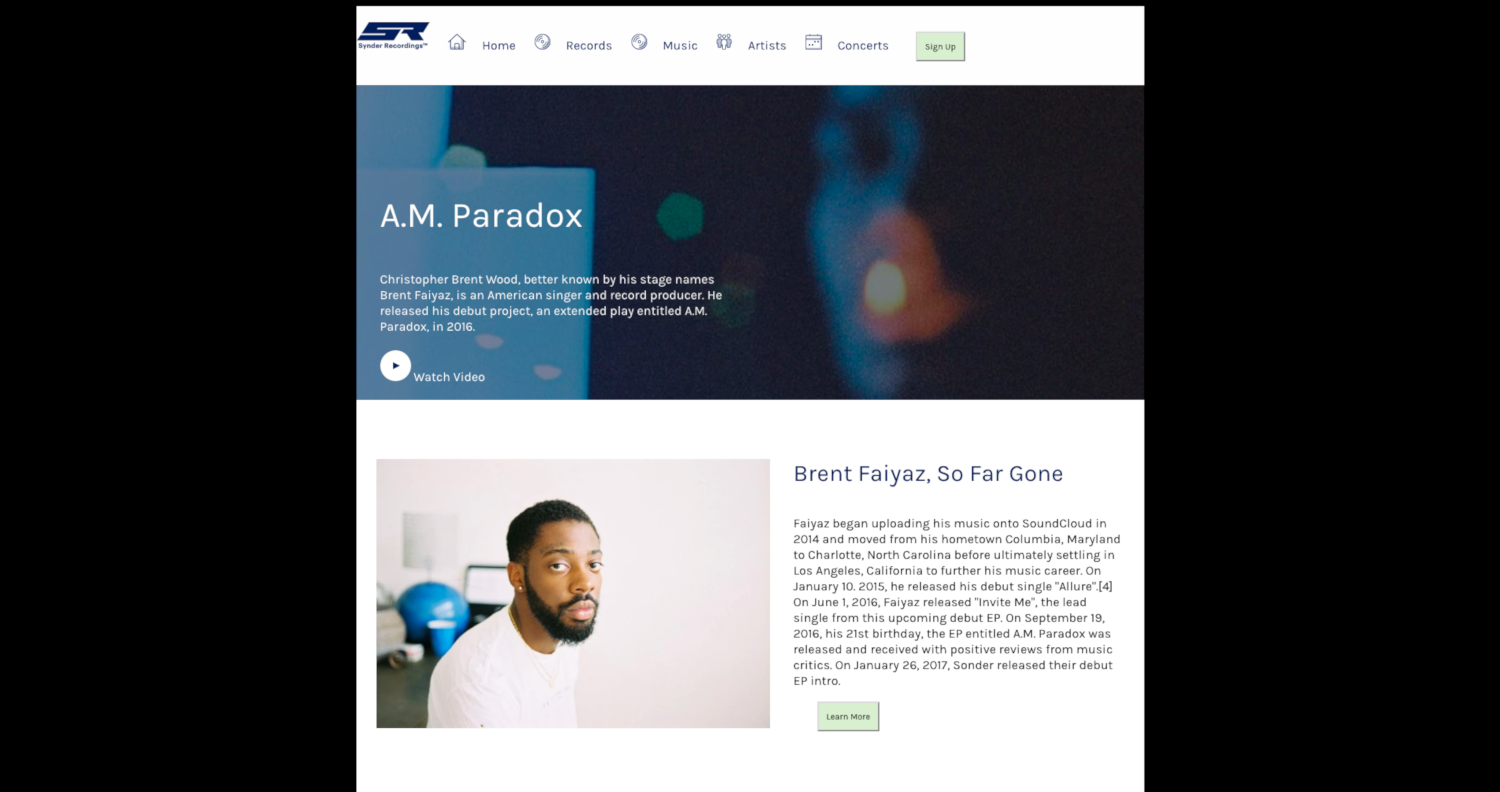 SR
Synder Recordings™
Home Records Music Artists Concerts Sign Up
A.M. Paradox
Christopher Brent Wood, better known by his stage names
Brent Faiyaz, is an American singer and record producer. He
released his debut project, an extended play entitled A.M.
Paradox, in 2016.
Watch Video
Brent Faiyaz, So Far Gone
Faiyaz began uploading his music onto SoundCloud in
2014 and moved from his hometown Columbia, Maryland
to Charlotte, North Carolina before ultimately settling in
Los Angeles, California to further his music career. On
January 10. 2015, he released his debut single "Allure".[4]
On June 1, 2016, Faiyaz released "Invite Me", the lead
single from this upcoming debut EP. On September 19,
2016, his 21st birthday, the EP entitled A.M. Paradox was
released and received with positive reviews from music
critics. On January 26, 2017, Sonder released their debut
EP intro.
Learn More